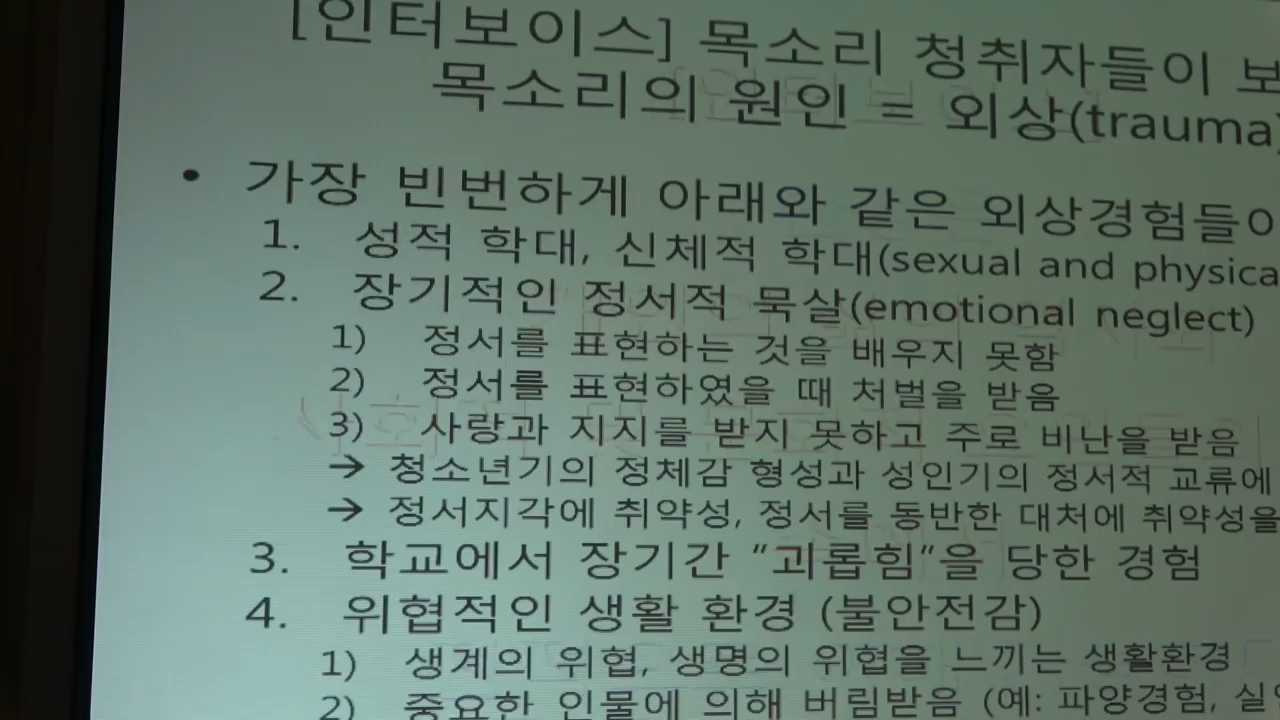 [인터보이스] 목소리 청취자들이
목소리의 원인 = 외상(trauma)
• 가장 빈번하게 아래와 같은 외상경험들이
1. 성적 학대, 신체적 학대(sexual and physica
2. 장기적인 정서적 묵살(emotional neglect)
1) 정서를 표현하는 것을 배우지 못함
2) 정서를 표현하였을 때 처벌을 받음
3) 사랑과 지지를 받지 못하고 주로 비난을 받음
→ 청소년기의 정체감 형성과 성인기의 정서적 교류에
→ 정서지각에 취약성, 정서를 동반한 대처에 취약성을
3. 학교에서 장기간 "괴롭힘"을 당한 경험
4. 위협적인 생활 환경 (불안전감)
1) 생계의 위협, 생명의 위협을 느끼는 생활환경
2) 중요한 인물에 의해 버림받음 (예: 파양경험,